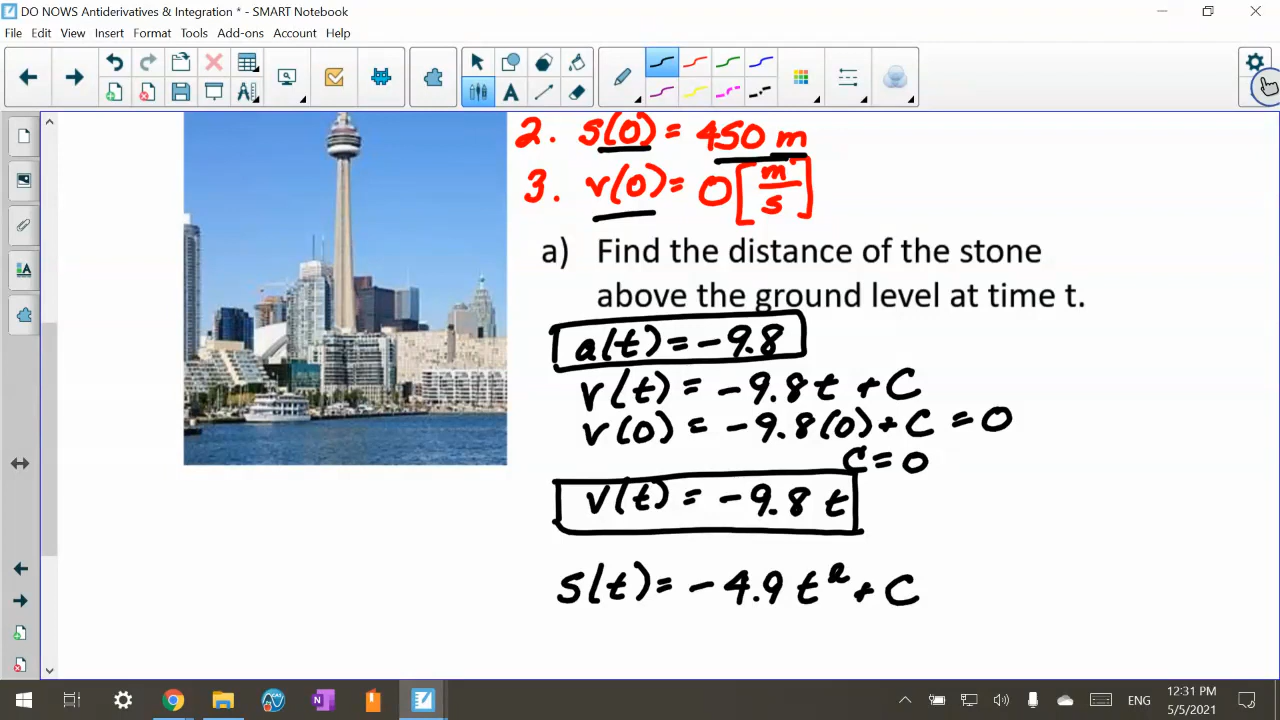 DO NOWS Antiderivatives & Integration * - SMART Notebook
File Edit View Insert Format Tools Add-ons Account Help
2. s(0) = 450 m
3. v(0) = 0 [m/s]
a) Find the distance of the stone
above the ground level at time t.
a(t) = -9.8
v(t) = -9.8t + C
v(0) = -9.8(0) + C = 0
C = 0
v(t) = -9.8 t
s(t) = -4.9 t² + C
ENG
12:31 PM
5/5/2021